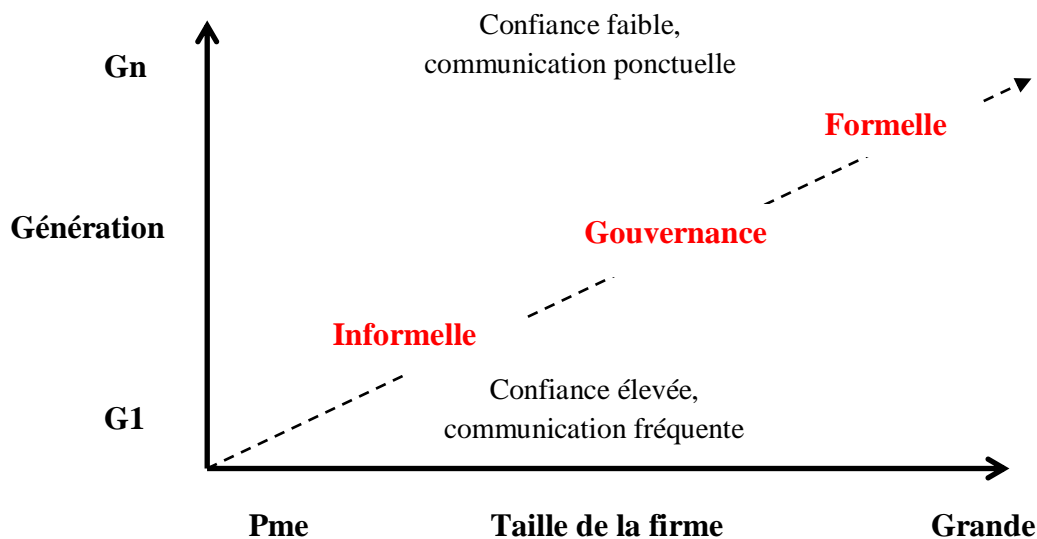 Confiance faible,
communication ponctuelle
Gn
Formelle
Génération
Gouvernance
Informelle
Confiance élevée,
communication fréquente
G1
Pme
Taille de la firme
Grande